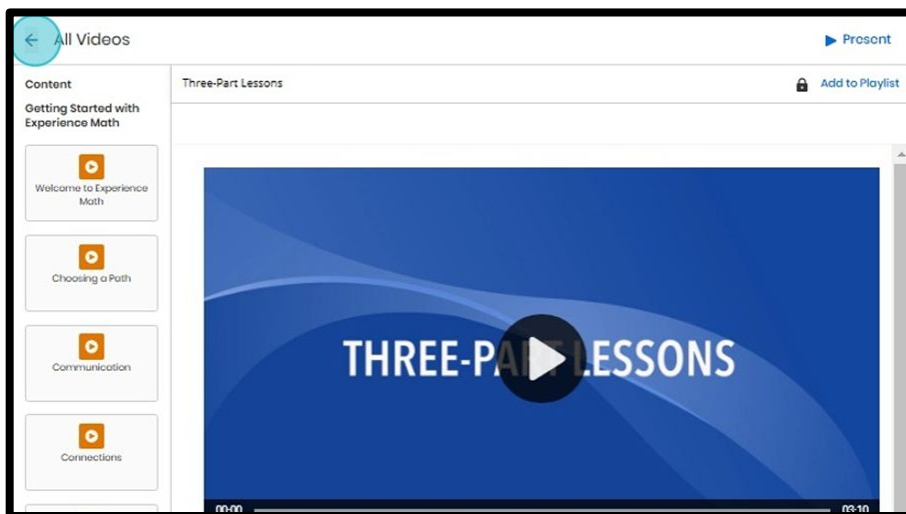 All Videos
Present
Content
Getting Started with
Experience Math
Welcome to Experience
Math
Choosing a Path
Communication
Connections
Three-Part Lessons
Add to Playlist
THREE-PART LESSONS
00:00
03:10